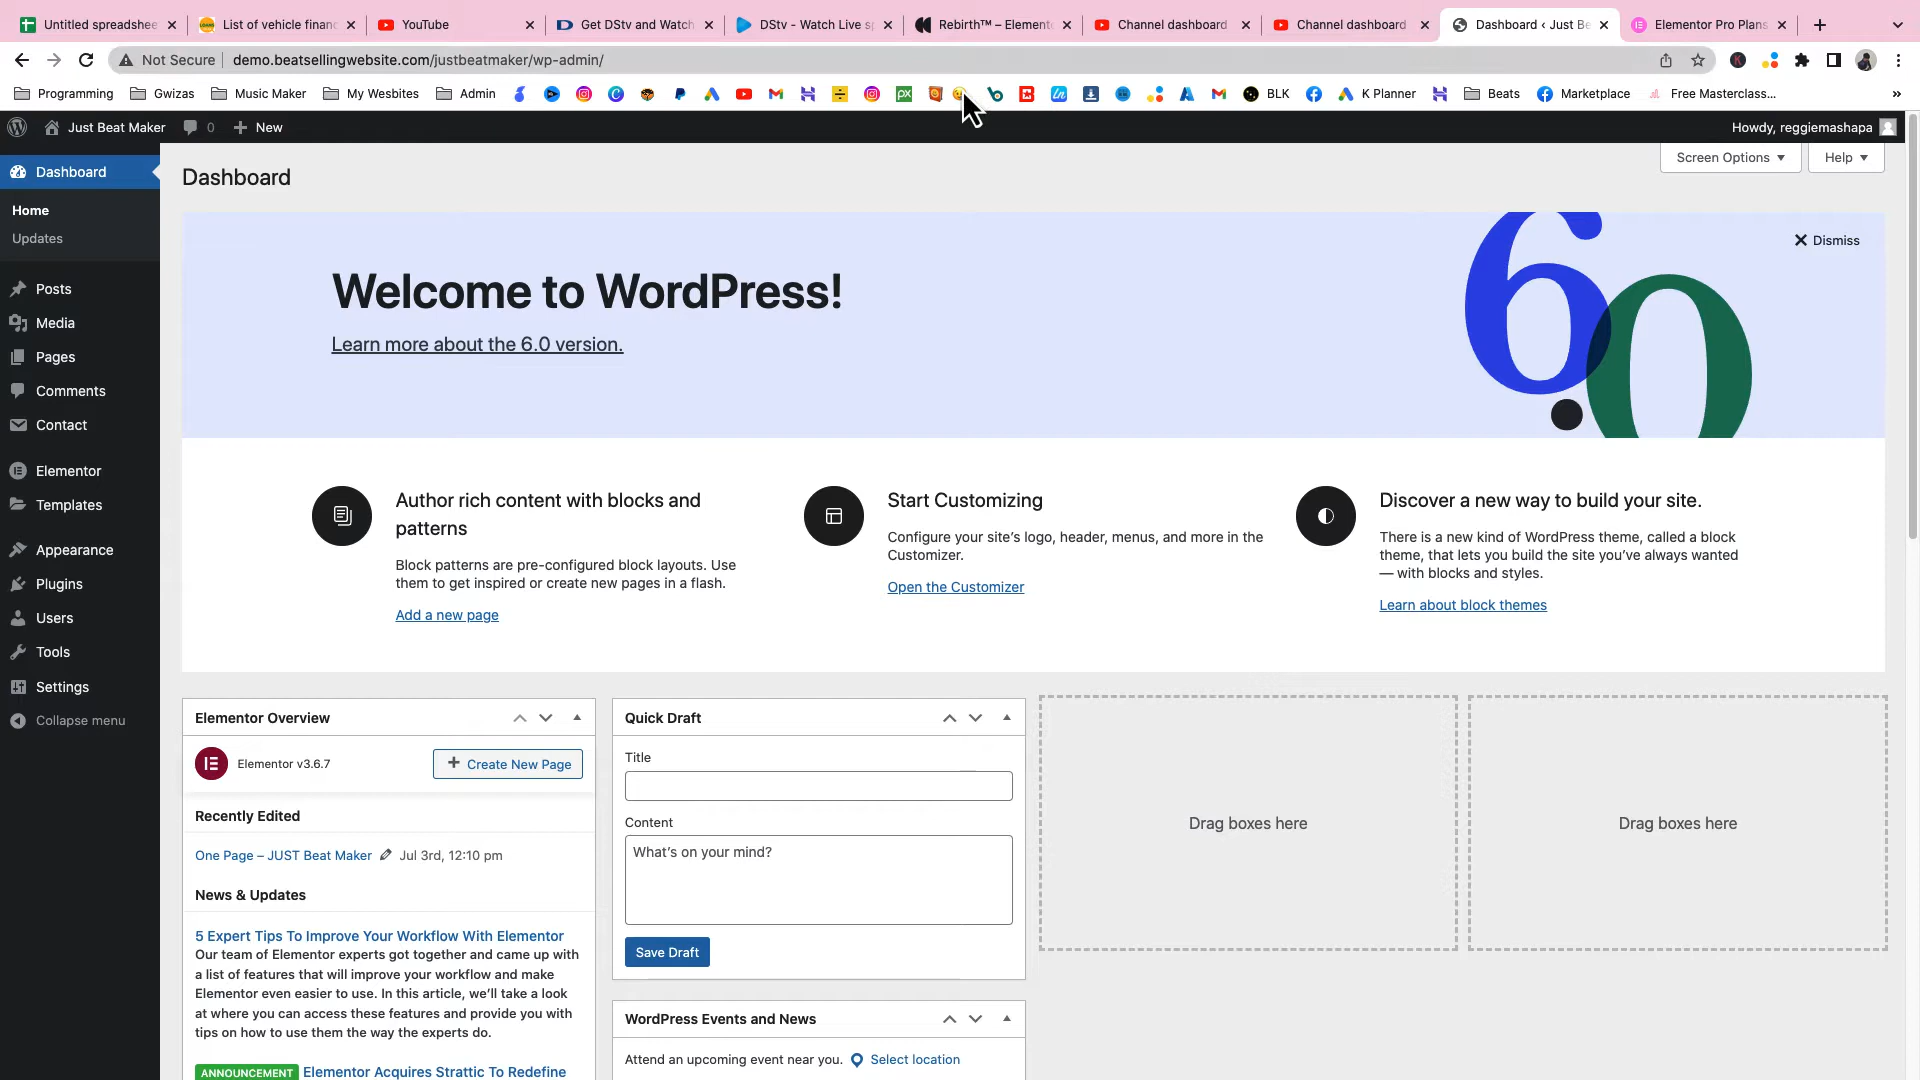 Untitled spreadshee
List of vehicle financ
YouTube
Get DStv and Watch
DStv - Watch Live s
Rebirth™ – Element
Channel dashboard
Channel dashboard
Dashboard ‹ Just Be
Elementor Pro Plans
Not Secure
demo.beatsellingwebsite.com/justbeatmaker/wp-admin/
Programming
Gwizas
Music Maker
My Wesbites
Admin
BLK
K Planner
Beats
Marketplace
Free Masterclass...
Just Beat Maker
0
New
Howdy, reggiemashapa
Dashboard
Home
Updates
Posts
Media
Pages
Comments
Contact
Elementor
Templates
Appearance
Plugins
Users
Tools
Settings
Collapse menu
Dashboard
Screen Options
Help
Welcome to WordPress!
Learn more about the 6.0 version.
6.0
Dismiss
Author rich content with blocks and
patterns
Block patterns are pre-configured block layouts. Use
them to get inspired or create new pages in a flash.
Add a new page
Start Customizing
Configure your site's logo, header, menus, and more in the
Customizer.
Open the Customizer
Discover a new way to build your site.
There is a new kind of WordPress theme, called a block
theme, that lets you build the site you've always wanted
— with blocks and styles.
Learn about block themes
Elementor Overview
Elementor v3.6.7
+ Create New Page
Recently Edited
One Page – JUST Beat Maker Jul 3rd, 12:10 pm
News & Updates
5 Expert Tips To Improve Your Workflow With Elementor
Our team of Elementor experts got together and came up with
a list of features that will improve your workflow and make
Elementor even easier to use. In this article, we'll take a look
at where you can access these features and provide you with
tips on how to use them the way the experts do.
ANNOUNCEMENT Elementor Acquires Strattic To Redefine
Quick Draft
Title
Content
What's on your mind?
Save Draft
WordPress Events and News
Attend an upcoming event near you. Select location
Drag boxes here
Drag boxes here